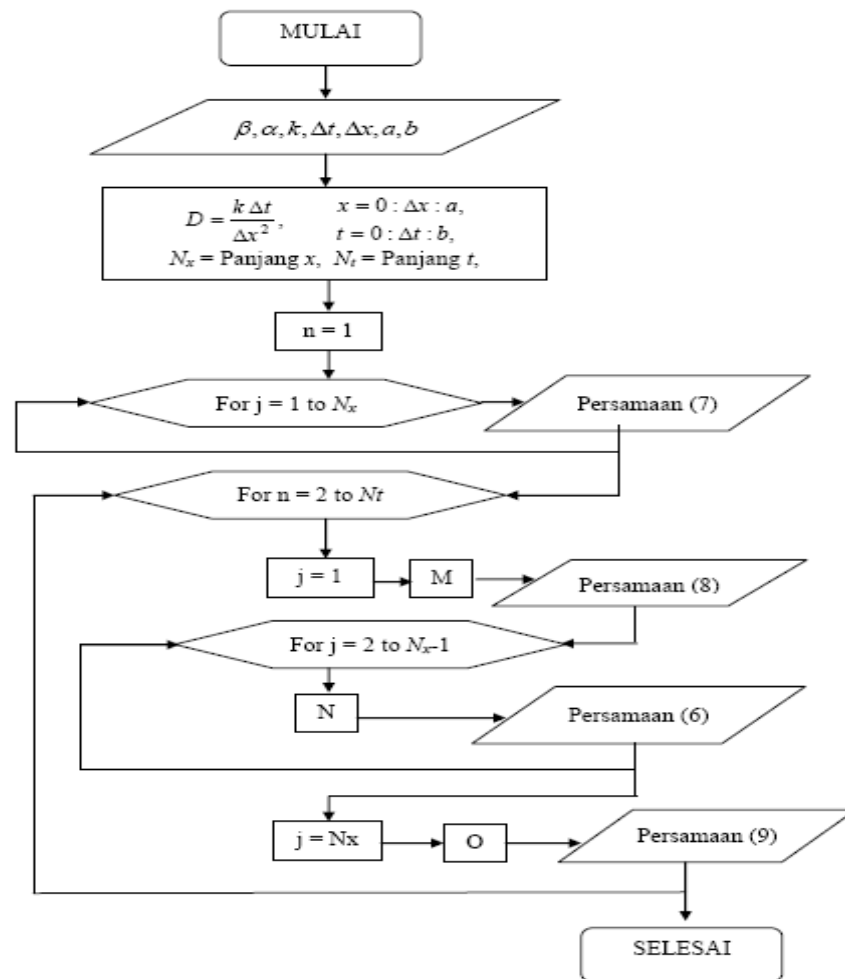 MULAI
β, α, k, Δt, Δx, a, b
D = k Δt / Δx², x = 0 : Δx : a,
t = 0 : Δt : b,
Nₓ = Panjang x, Nₜ = Panjang t,
n = 1
For j = 1 to Nₓ
Persamaan (7)
For n = 2 to Nt
j = 1
M
Persamaan (8)
For j = 2 to Nₓ-1
N
Persamaan (6)
j = Nx
O
Persamaan (9)
SELESAI